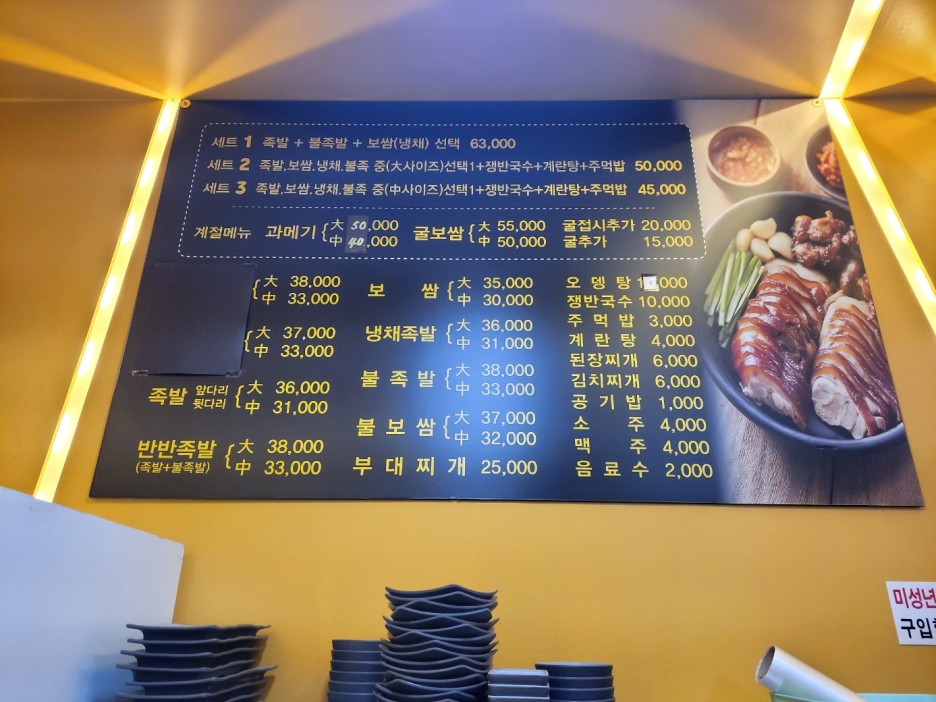 세트 1 족발 + 불족발 + 보쌈(냉채) 선택 63,000
세트 2 족발.보쌈.냉채.불족 중(大사이즈)선택1+쟁반국수+계란탕+주먹밥 50,000
세트 3 족발.보쌈.냉채.불족 중(中사이즈)선택1+쟁반국수+계란탕+주먹밥 45,000
계절메뉴 과메기 { 大 50,000
中 40,000
굴보쌈 { 大 55,000
中 50,000
굴접시추가 20,000
굴추가 15,000
{ 大 38,000
中 33,000
{ 大 37,000
中 33,000
족발 앞다리 뒷다리 { 大 36,000
中 31,000
반반족발 (족발+불족발) { 大 38,000
中 33,000
보 쌈 { 大 35,000
中 30,000
냉채족발 { 大 36,000
中 31,000
불족발 { 大 38,000
中 33,000
불보쌈 { 大 37,000
中 32,000
부대찌개 25,000
오뎅탕
쟁반국수 10,000
주먹밥 3,000
계란탕 4,000
된장찌개 6,000
김치찌개 6,000
공기밥 1,000
소 주 4,000
맥 주 4,000
음료수 2,000
미성년
구입